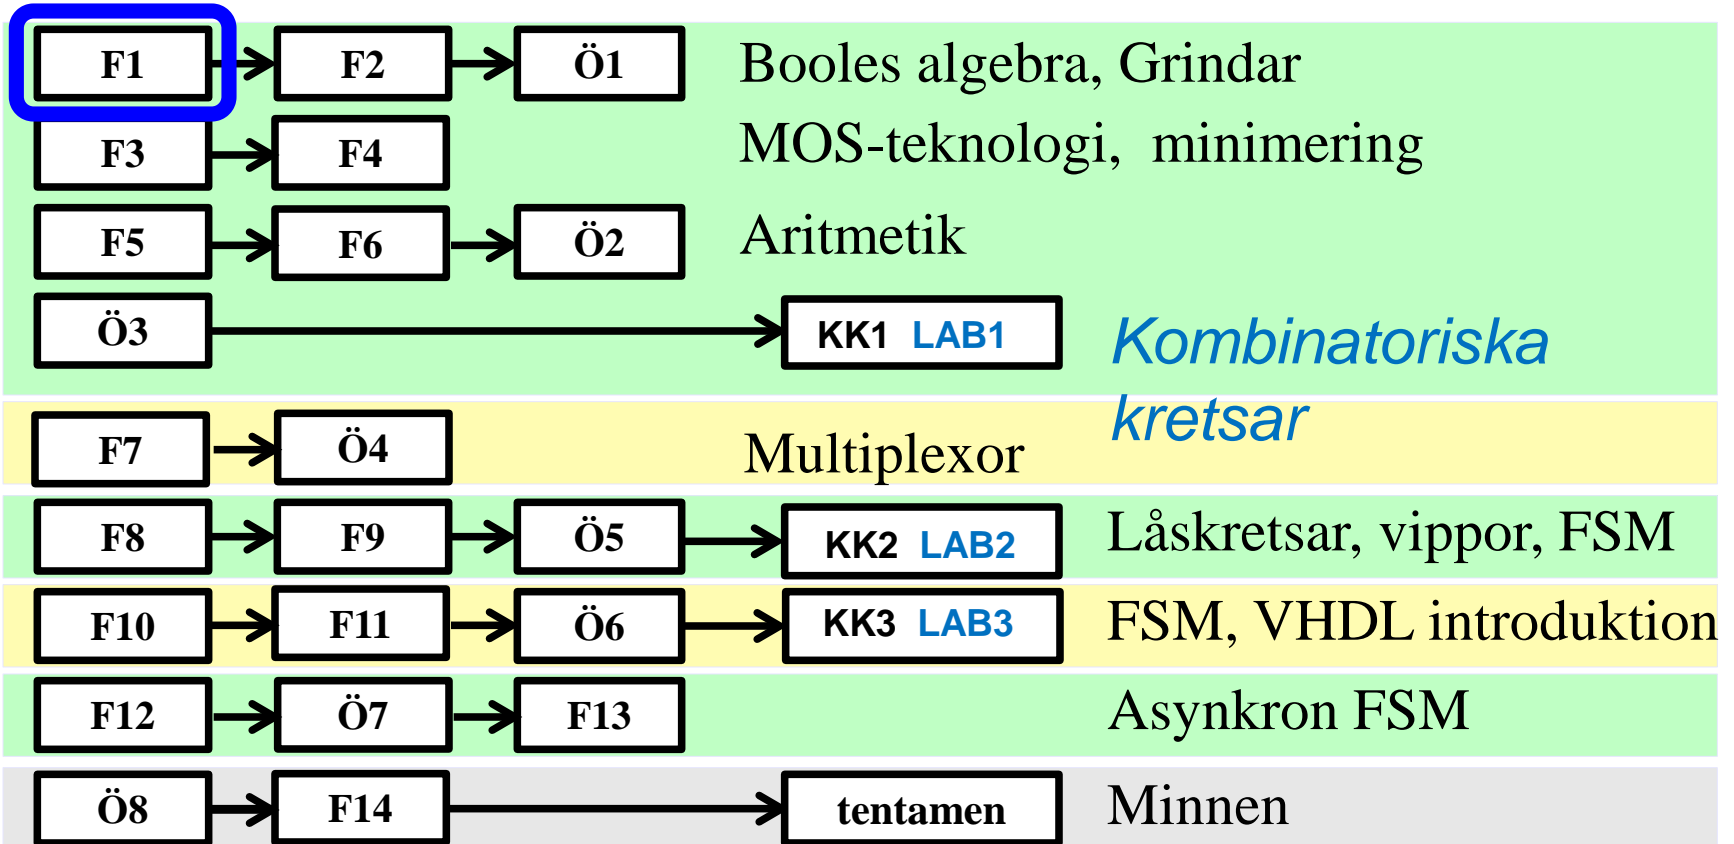 F1 F2 Ö1 Booles algebra, Grindar
F3 F4 MOS-teknologi, minimering
F5 F6 Ö2 Aritmetik
Ö3 KK1 LAB1 Kombinatoriska
kretsar
F7 Ö4 Multiplexor
F8 F9 Ö5 KK2 LAB2 Låskretsar, vippor, FSM
F10 F11 Ö6 KK3 LAB3 FSM, VHDL introduktion
F12 Ö7 F13 Asynkron FSM
Ö8 F14 tentamen Minnen